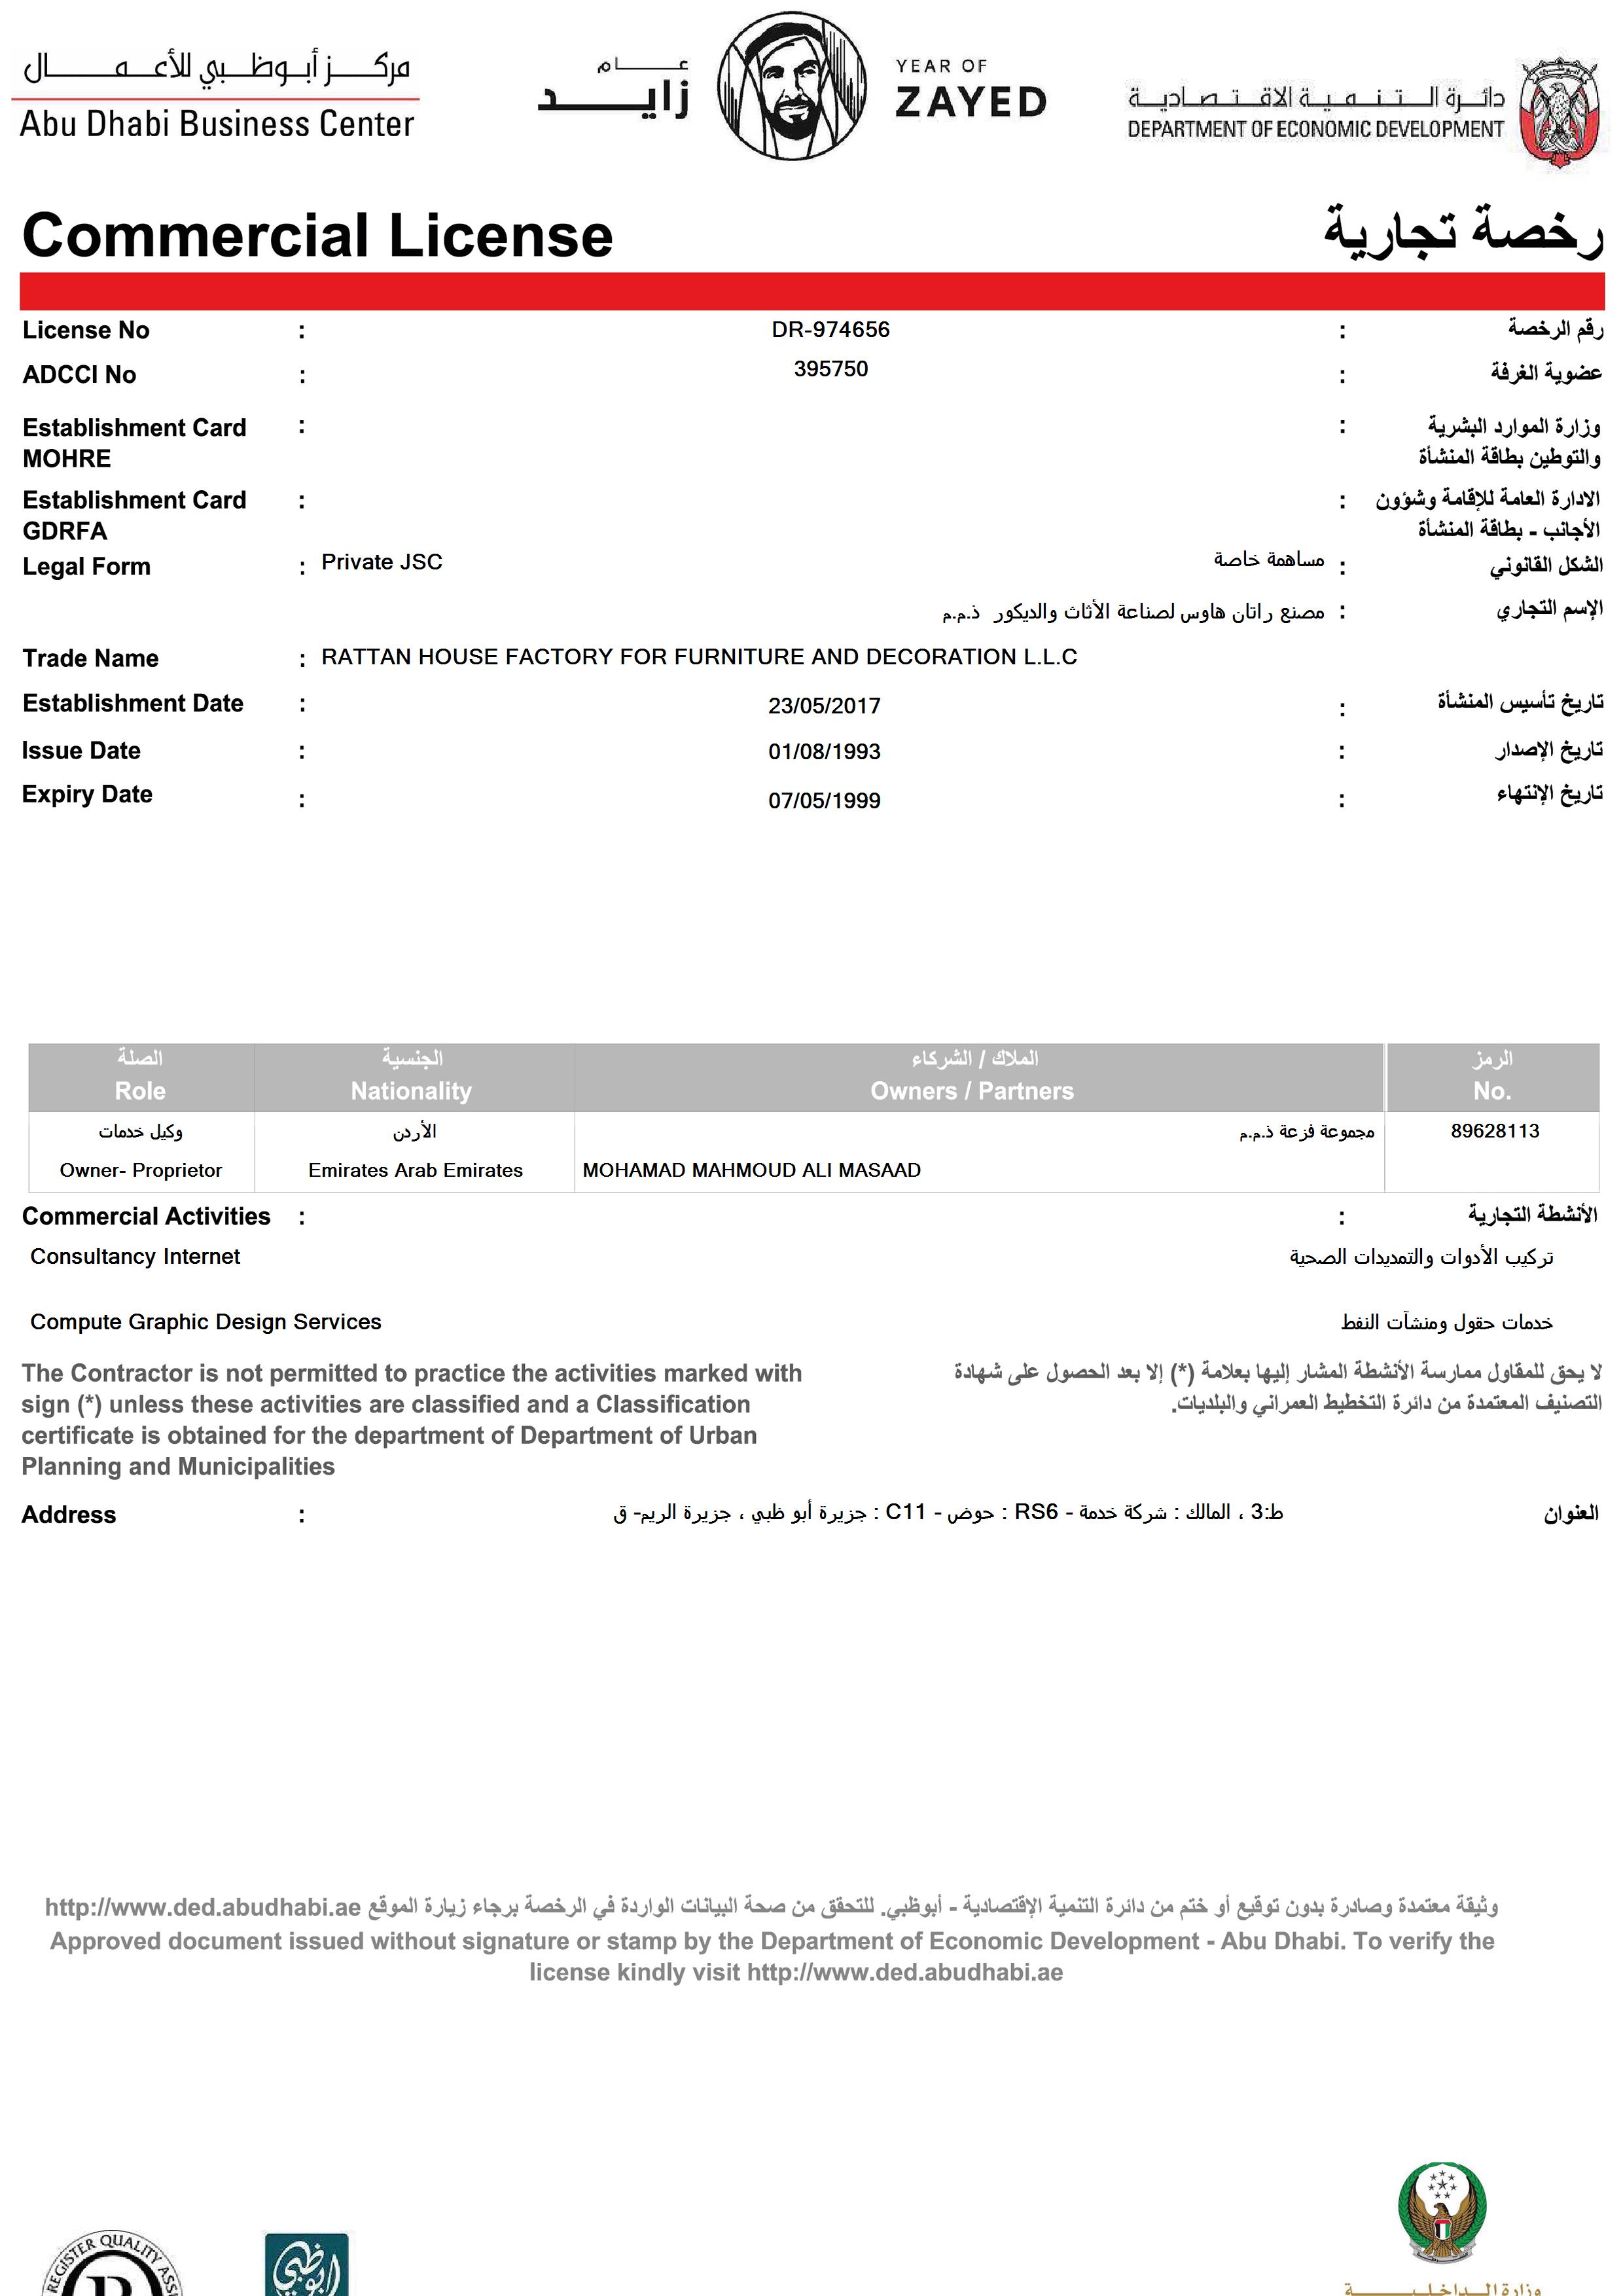 مركز أبوظبي للأعمال
Abu Dhabi Business Center
عام
زايد
YEAR OF
ZAYED
دائرة التنمية الاقتصادية
DEPARTMENT OF ECONOMIC DEVELOPMENT
Commercial License رخصة تجارية
License No : DR-974656 : رقم الرخصة
ADCCI No : 395750 : عضوية الغرفة
Establishment Card : : وزارة الموارد البشرية
MOHRE والتوطين بطاقة المنشأة
Establishment Card : : الادارة العامة للإقامة وشؤون
GDRFA الأجانب - بطاقة المنشأة
Legal Form : Private JSC مساهمة خاصة : الشكل القانوني
مصنع راتان هاوس لصناعة الأثاث والديكور ذ.م.م : الإسم التجاري
Trade Name : RATTAN HOUSE FACTORY FOR FURNITURE AND DECORATION L.L.C
Establishment Date : 23/05/2017 : تاريخ تأسيس المنشأة
Issue Date : 01/08/1993 : تاريخ الإصدار
Expiry Date : 07/05/1999 : تاريخ الإنتهاء
الصلة الجنسية الملاك / الشركاء الرمز
Role Nationality Owners / Partners No.
وكيل خدمات الأردن مجموعة فزعة ذ.م.م 89628113
Owner- Proprietor Emirates Arab Emirates MOHAMAD MAHMOUD ALI MASAAD
Commercial Activities : : الأنشطة التجارية
Consultancy Internet تركيب الأدوات والتمديدات الصحية
Compute Graphic Design Services خدمات حقول ومنشآت النفط
The Contractor is not permitted to practice the activities marked with
sign (*) unless these activities are classified and a Classification
certificate is obtained for the department of Department of Urban
Planning and Municipalities
لا يحق للمقاول ممارسة الأنشطة المشار إليها بعلامة (*) إلا بعد الحصول على شهادة
التصنيف المعتمدة من دائرة التخطيط العمراني والبلديات.
Address : ط:3 ، المالك : شركة خدمة - RS6 : حوض - C11 : جزيرة أبو ظبي ، جزيرة الريم- ق العنوان
وثيقة معتمدة وصادرة بدون توقيع أو ختم من دائرة التنمية الإقتصادية - أبوظبي. للتحقق من صحة البيانات الواردة في الرخصة برجاء زيارة الموقع http://www.ded.abudhabi.ae
Approved document issued without signature or stamp by the Department of Economic Development - Abu Dhabi. To verify the
license kindly visit http://www.ded.abudhabi.ae
REGISTER QUALITY
أبوظبي
وزارة الداخلية